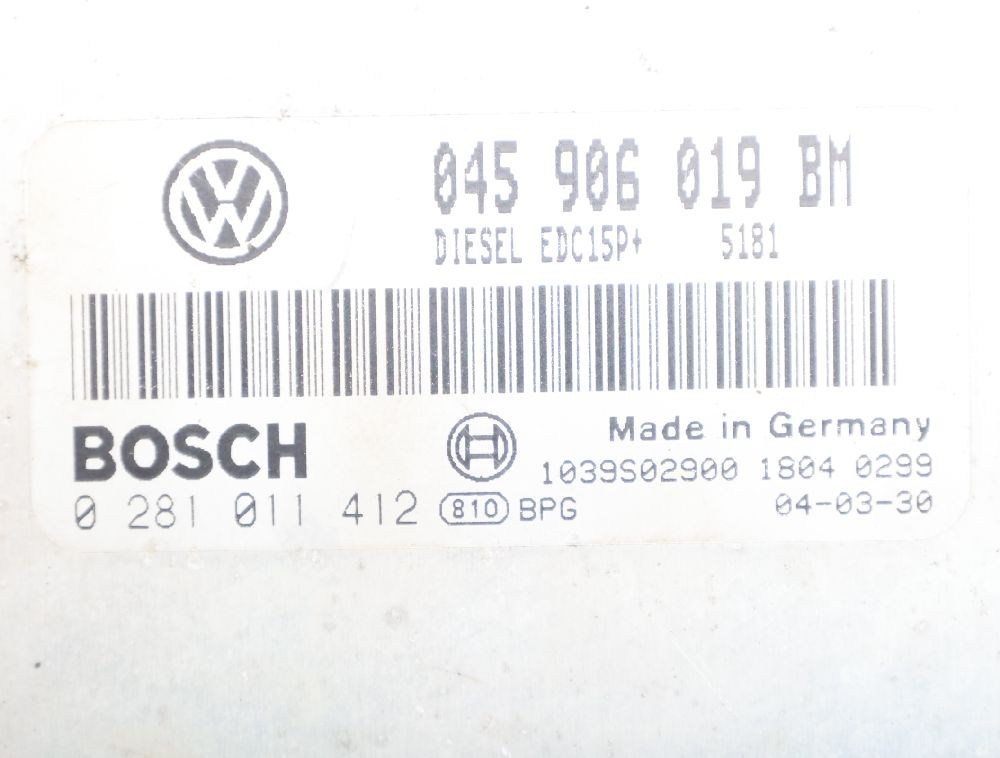 045 906 019 BM
DIESEL EDC15P+ 5181
BOSCH
Made in Germany
1039S02900 1804 0299
0 281 011 412 810 BPG
04-03-30